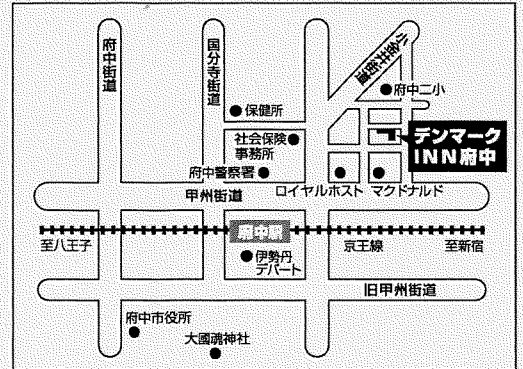 府中街道
国分寺街道
小金井街道
府中二小
保健所
デンマーク
INN府中
社会保険
事務所
府中警察署
ロイヤルホスト
マクドナルド
甲州街道
府中駅
至八王子
京王線
至新宿
伊勢丹
デパート
旧甲州街道
府中市役所
大國魂神社